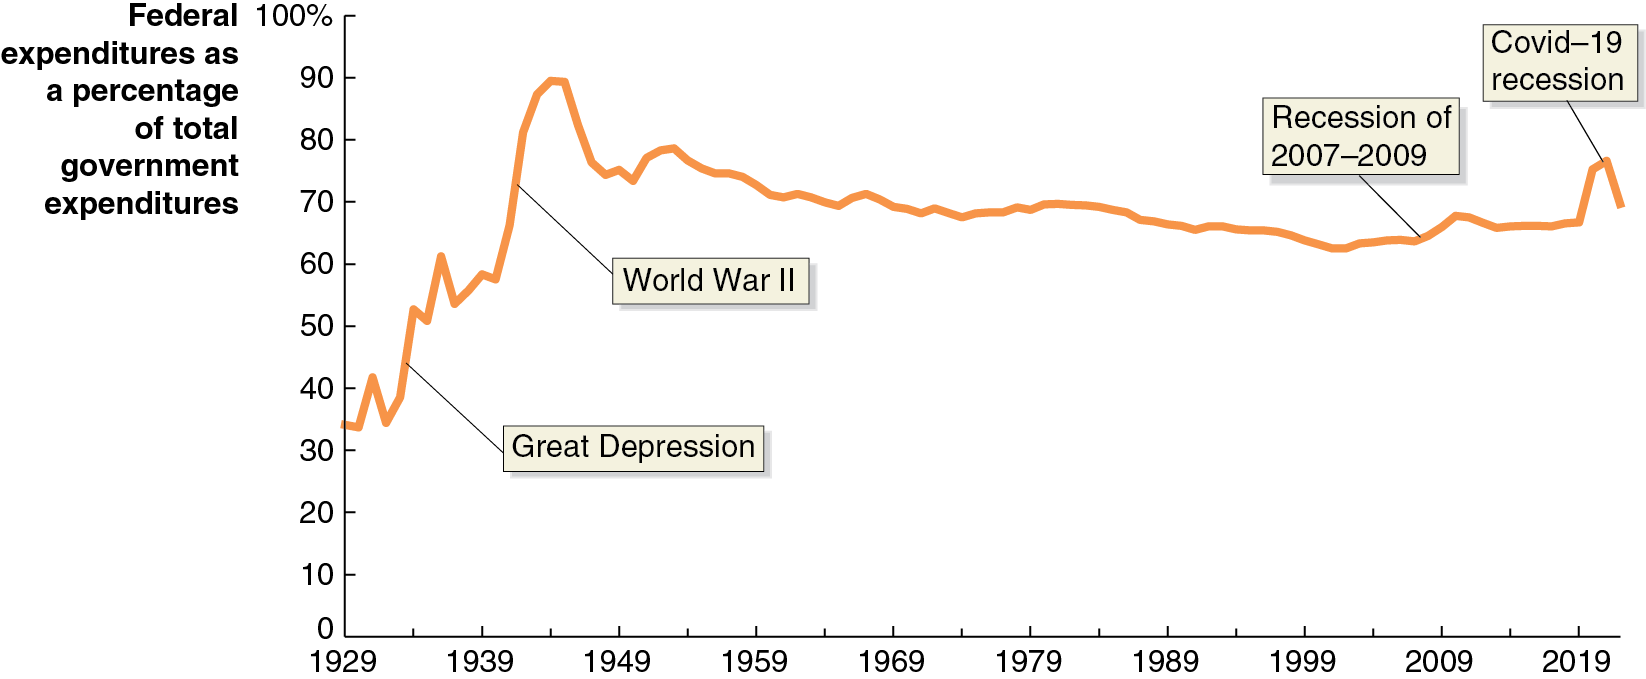 Federal
expenditures as
a percentage
of total
government
expenditures
100%
90
80
70
60
50
40
30
20
10
0
Covid–19
recession
Recession of
2007–2009
World War II
Great Depression
1929 1939 1949 1959 1969 1979 1989 1999 2009 2019